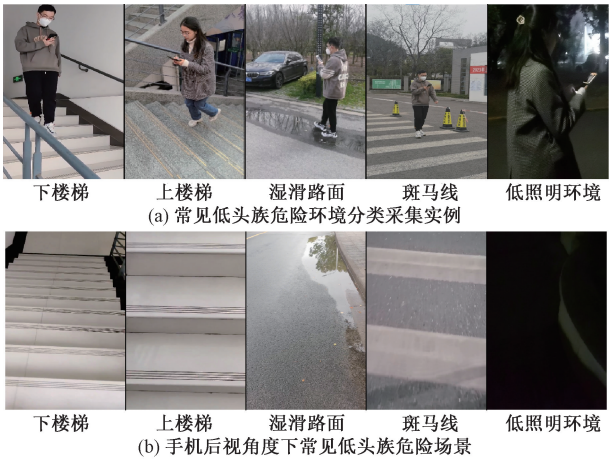 下楼梯 上楼梯 湿滑路面 斑马线 低照明环境
(a) 常见低头族危险环境分类采集实例
下楼梯 上楼梯 湿滑路面 斑马线 低照明环境
(b) 手机后视角度下常见低头族危险场景